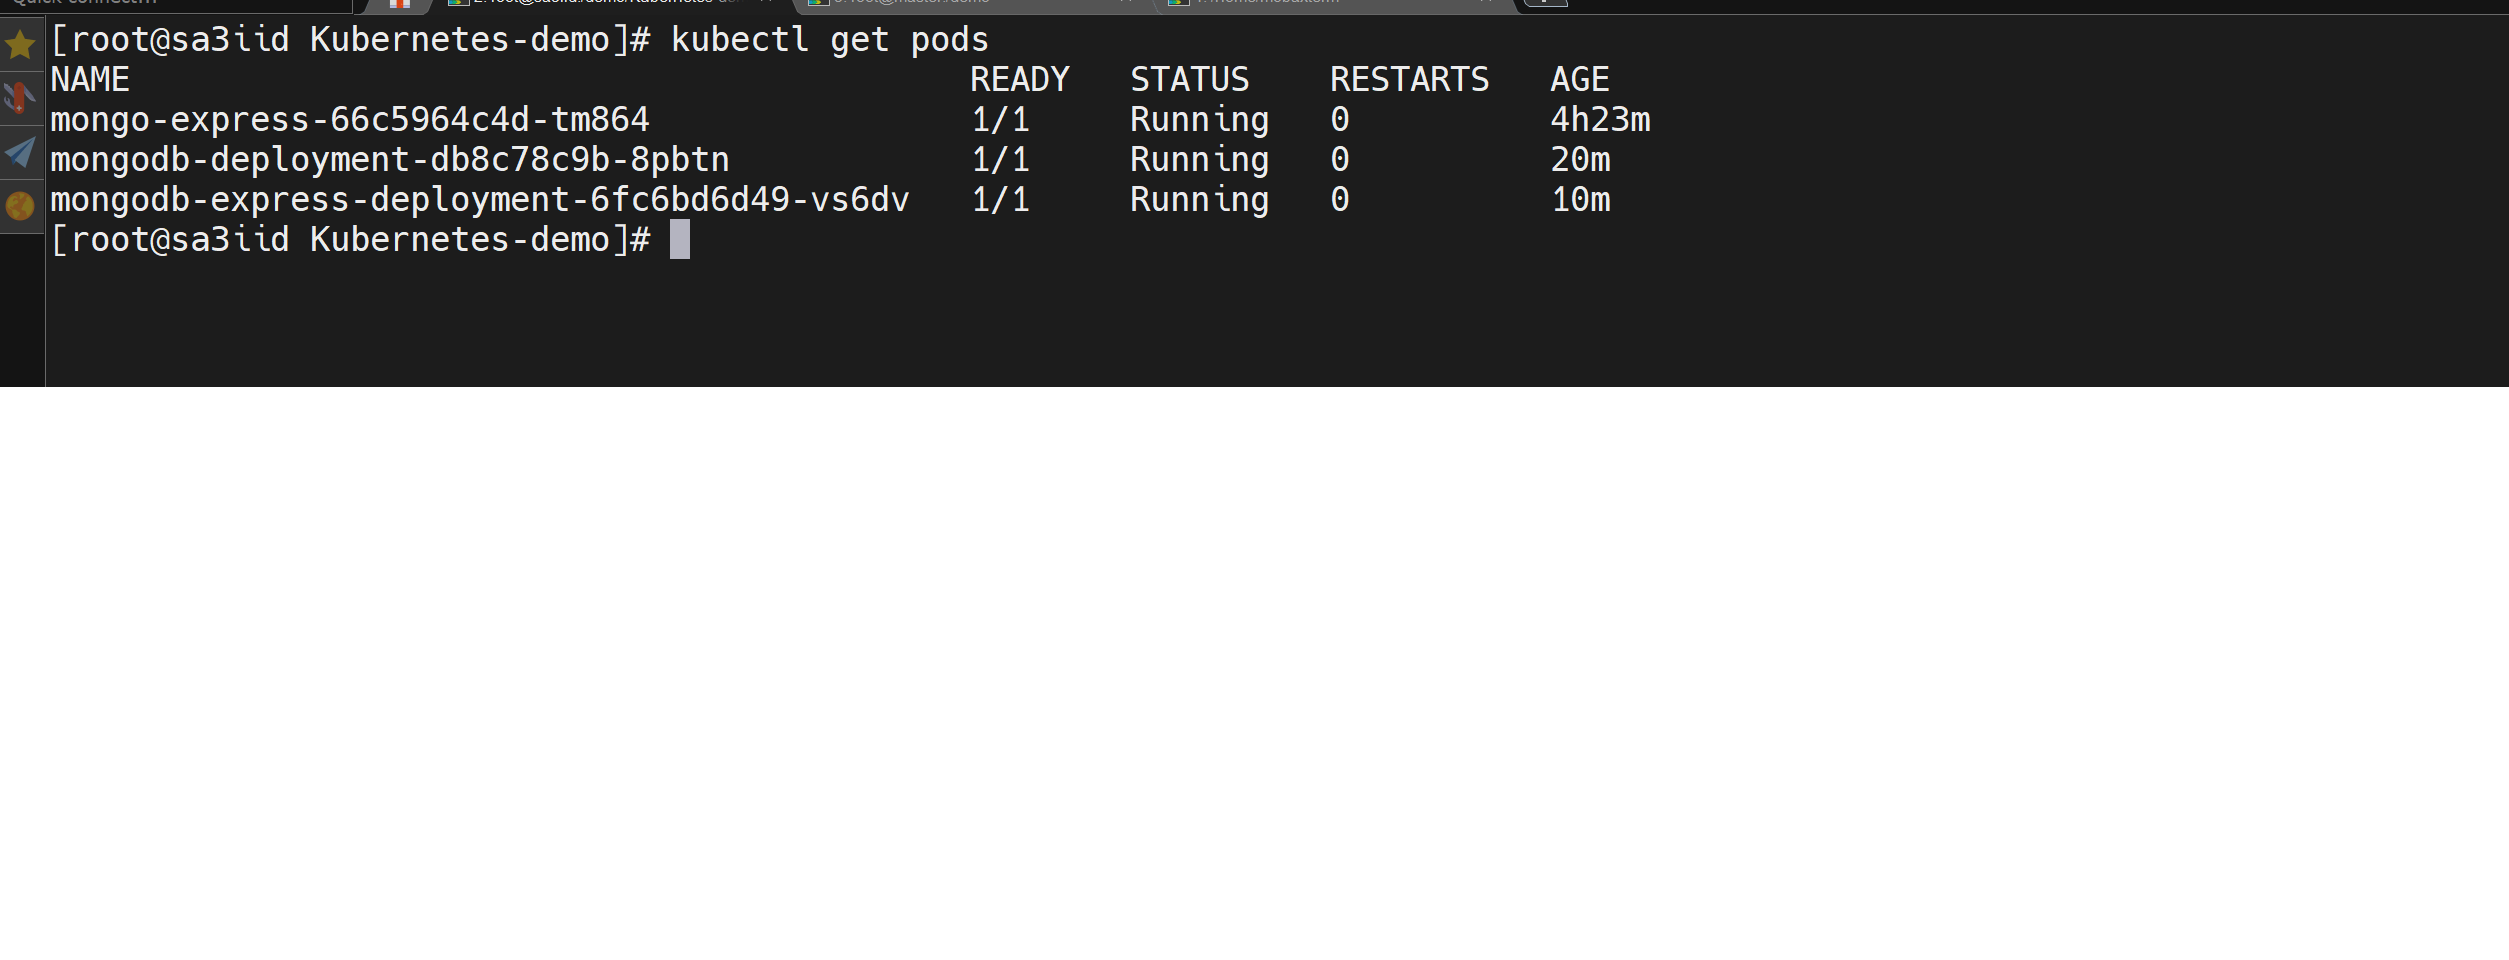 [root@sa3iid Kubernetes-demo]# kubectl get pods
NAME                                          READY   STATUS    RESTARTS   AGE
mongo-express-66c5964c4d-tm864                1/1     Running   0          4h23m
mongodb-deployment-db8c78c9b-8pbtn            1/1     Running   0          20m
mongodb-express-deployment-6fc6bd6d49-vs6dv   1/1     Running   0          10m
[root@sa3iid Kubernetes-demo]#